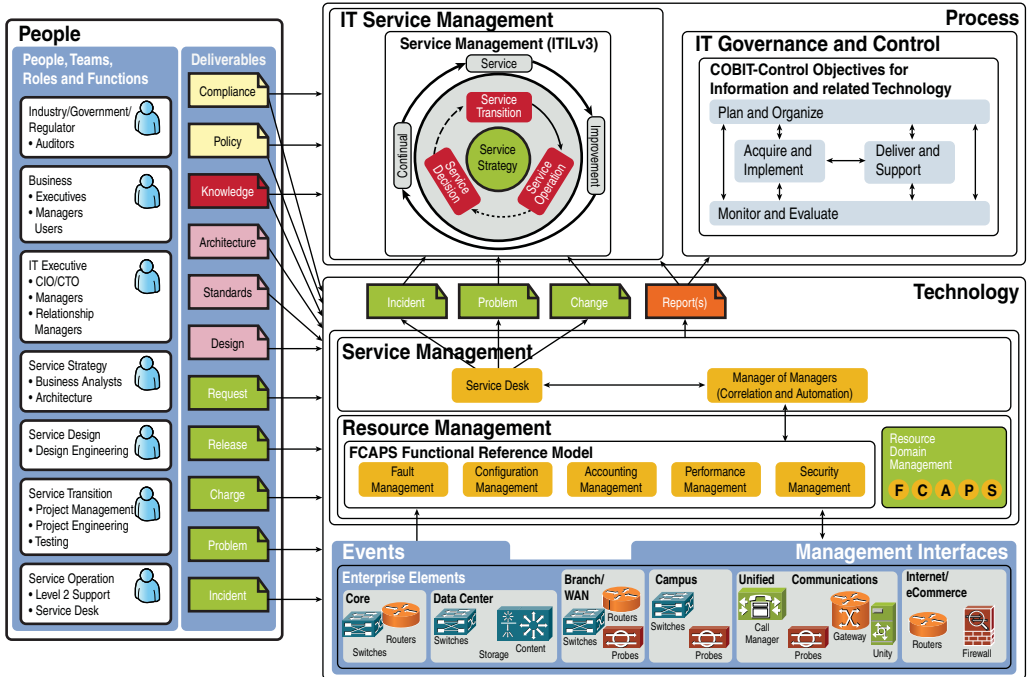 People
People, Teams,
Roles and Functions
Industry/Government/
Regulator
• Auditors
Business
• Executives
• Managers
Users
IT Executive
• CIO/CTO
• Managers
• Relationship
Managers
Service Strategy
• Business Analysts
• Architecture
Service Design
• Design Engineering
Service Transition
• Project Management
• Project Engineering
• Testing
Service Operation
• Level 2 Support
• Service Desk
Deliverables
Compliance
Policy
Knowledge
Architecture
Standards
Design
Request
Release
Charge
Problem
Incident
Process
IT Service Management
Service Management (ITILv3)
Service
Continual
Improvement
Service
Transition
Service
Strategy
Service
Decision
Service
Operation
IT Governance and Control
COBIT-Control Objectives for
Information and related Technology
Plan and Organize
Acquire and
Implement
Deliver and
Support
Monitor and Evaluate
Technology
Incident
Problem
Change
Report(s)
Service Management
Service Desk
Manager of Managers
(Correlation and Automation)
Resource Management
FCAPS Functional Reference Model
Fault
Management
Configuration
Management
Accounting
Management
Performance
Management
Security
Management
Resource
Domain
Management
F C A P S
Events
Management Interfaces
Enterprise Elements
Core
Routers
Switches
Data Center
Switches
Storage
Content
Branch/
WAN
Routers
Switches
Probes
Campus
Switches
Probes
Unified Communications
Call
Manager
Probes
Gateway
Unity
Internet/
eCommerce
Routers
Firewall